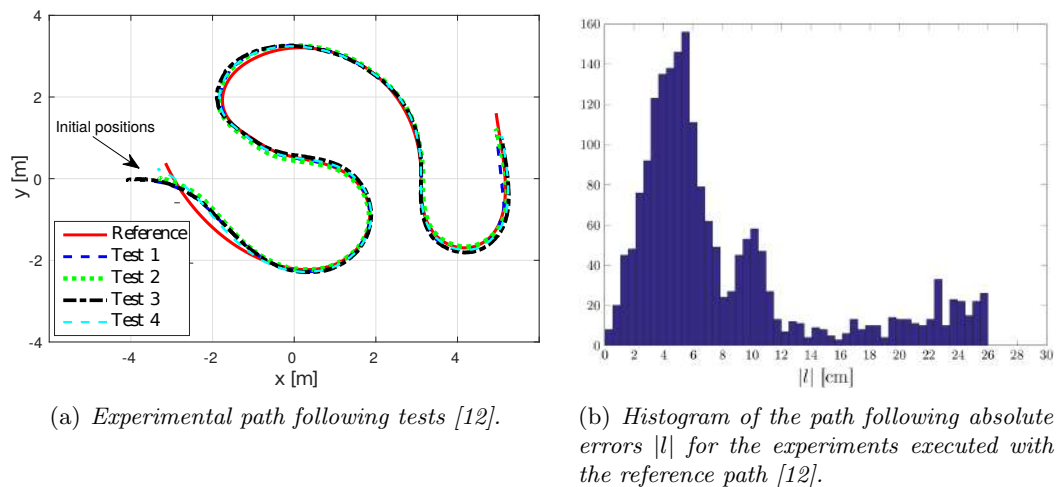 4
2
0
-2
-4
y [m]
-4 -2 0 2 4
x [m]
Initial positions
Reference
Test 1
Test 2
Test 3
Test 4
160
140
120
100
80
60
40
20
0
0 2 4 6 8 10 12 14 16 18 20 22 24 26 28 30
|l| [cm]
(a) Experimental path following tests [12].
(b) Histogram of the path following absolute
errors |l| for the experiments executed with
the reference path [12].